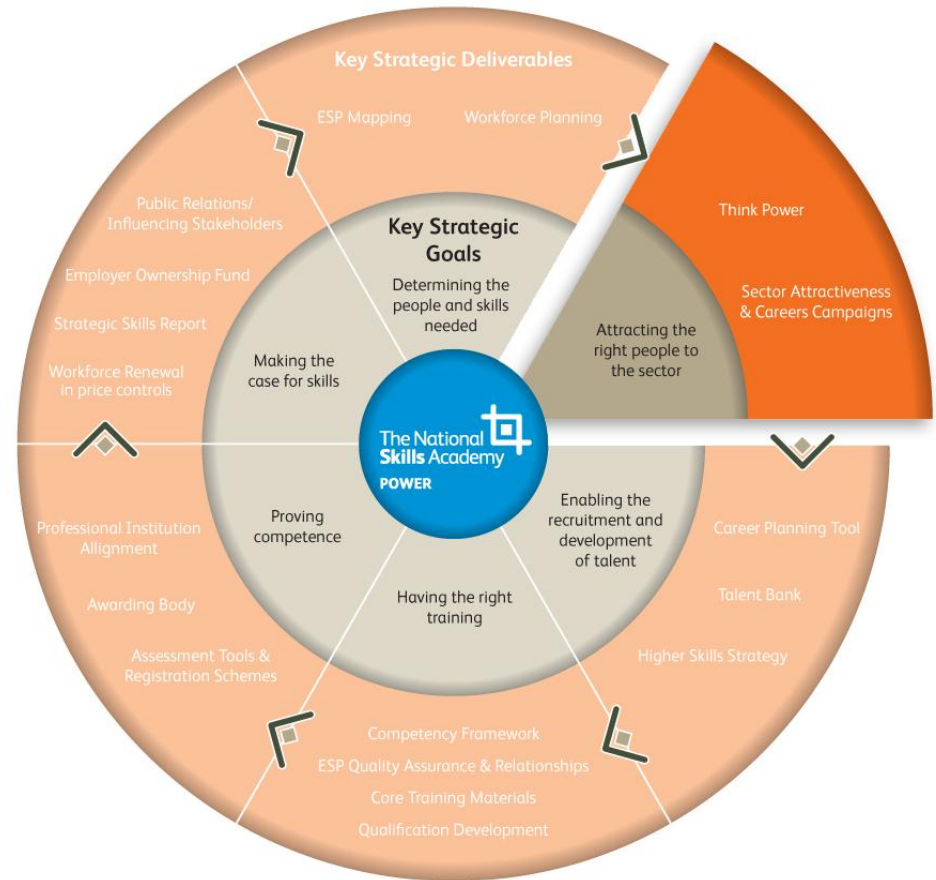 Key Strategic Deliverables
ESP Mapping
Workforce Planning
Key Strategic
Goals
Determining the
people and skills
needed
Think Power
Sector Attractiveness
& Careers Campaigns
Attracting the
right people to
the sector
Career Planning Tool
Talent Bank
Higher Skills Strategy
Enabling the
recruitment and
development
of talent
Having the right
training
Competency Framework
ESP Quality Assurance & Relationships
Core Training Materials
Qualification Development
Proving
competence
Professional Institution
Allignment
Awarding Body
Assessment Tools &
Registration Schemes
Making the
case for skills
Public Relations/
Influencing Stakeholders
Employer Ownership Fund
Strategic Skills Report
Workforce Renewal
in price controls
The National
Skills Academy
POWER